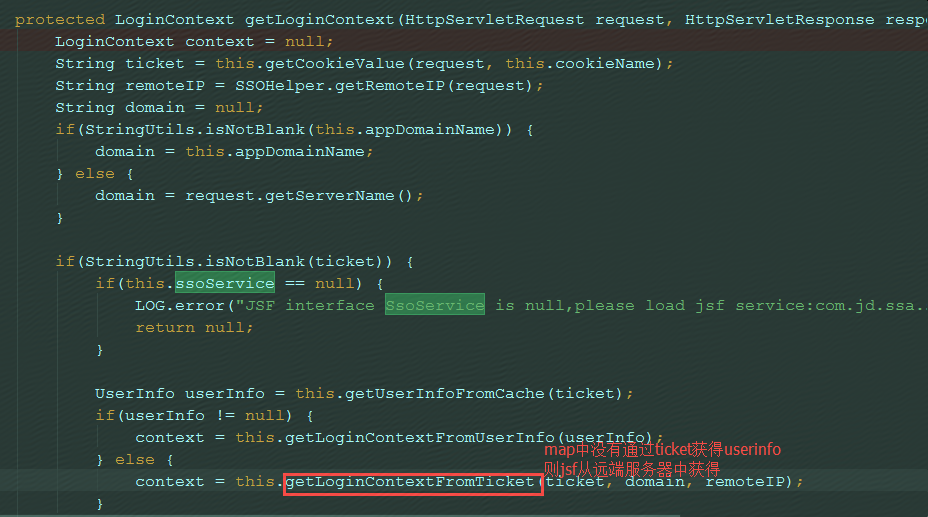 protected LoginContext getLoginContext(HttpServletRequest request, HttpServletResponse respo
LoginContext context = null;
String ticket = this.getCookieValue(request, this.cookieName);
String remoteIP = SSOHelper.getRemoteIP(request);
String domain = null;
if(StringUtils.isNotBlank(this.appDomainName)) {
domain = this.appDomainName;
} else {
domain = request.getServerName();
}
if(StringUtils.isNotBlank(ticket)) {
if(this.ssoService == null) {
LOG.error("JSF interface SsoService is null,please load jsf service:com.jd.ssa.
return null;
}
UserInfo userInfo = this.getUserInfoFromCache(ticket);
if(userInfo != null) {
context = this.getLoginContextFromUserInfo(userInfo);
map中没有通过ticket获得userinfo
} else {
则jsf从远端服务器中获得
context = this.getLoginContextFromTicket(ticket, domain, remoteIP);
}